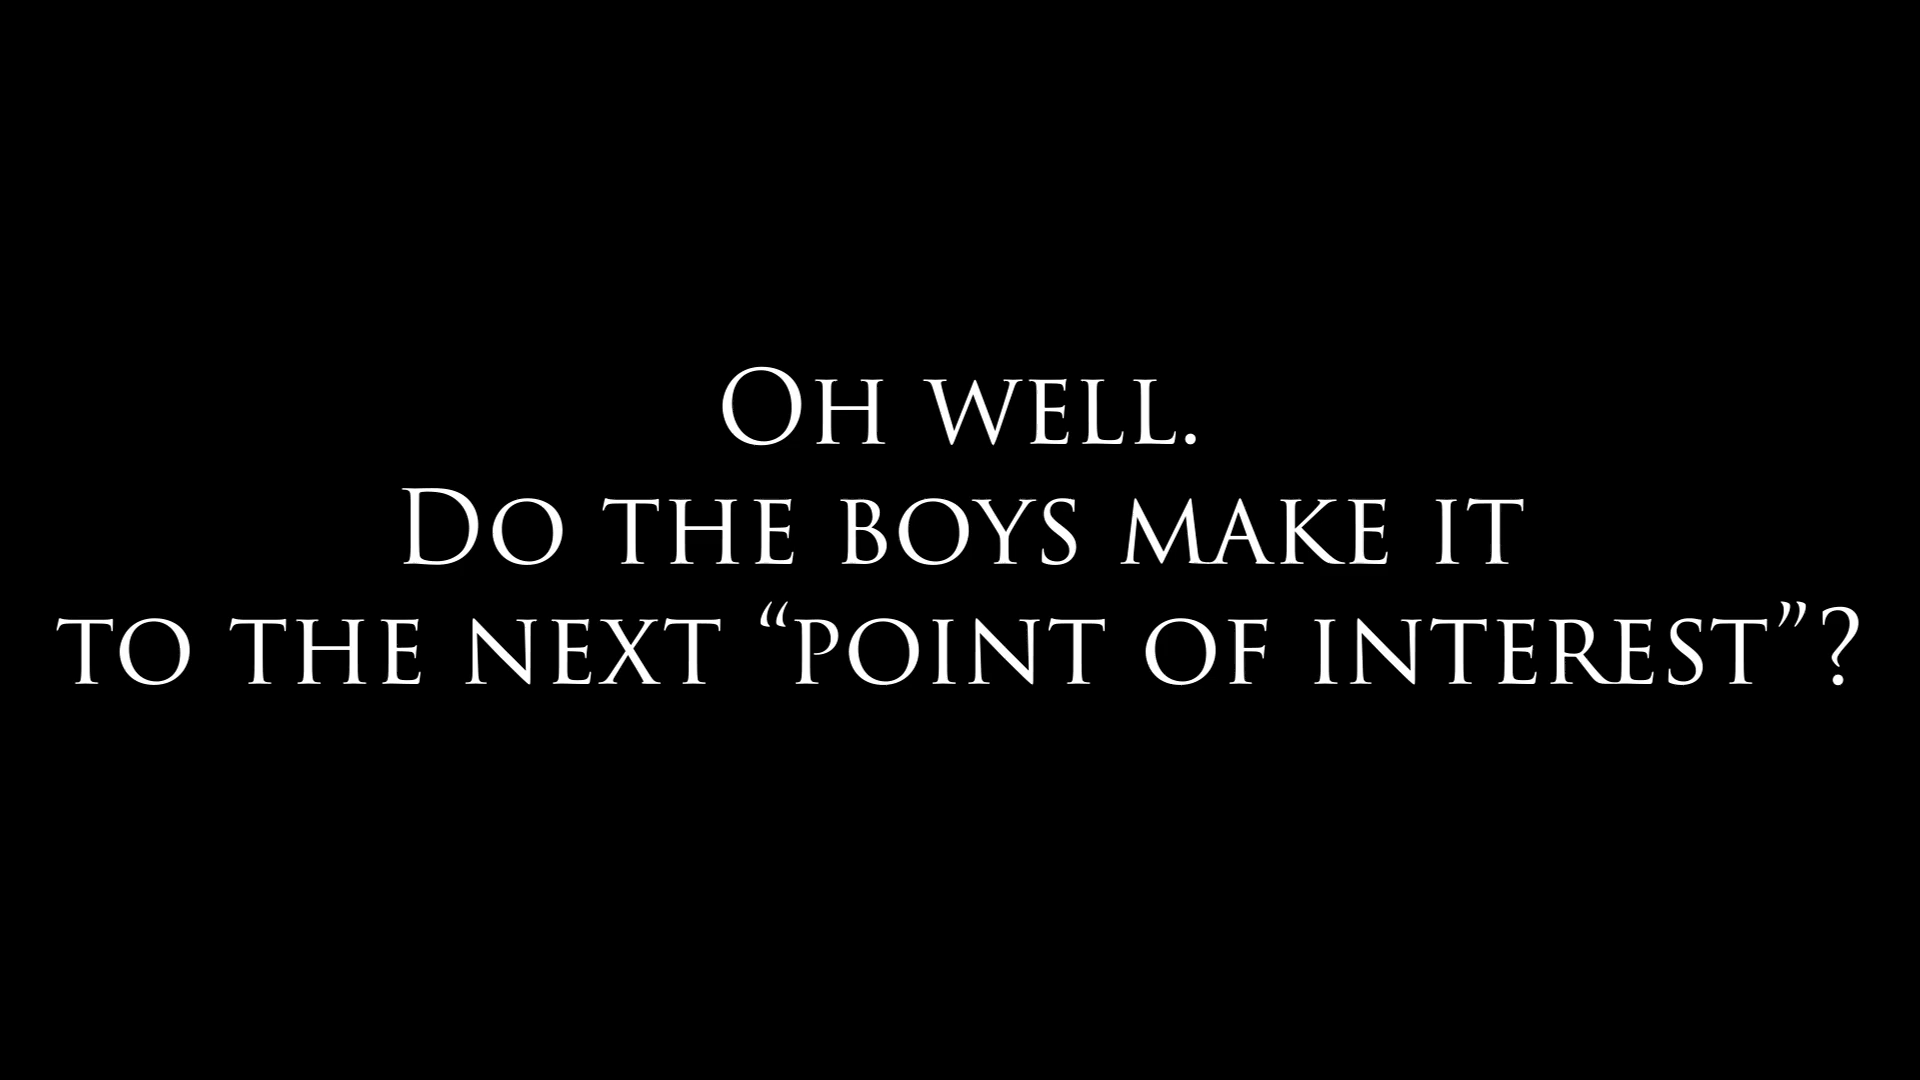 Oh well.
Do the boys make it
to the next “point of interest”?